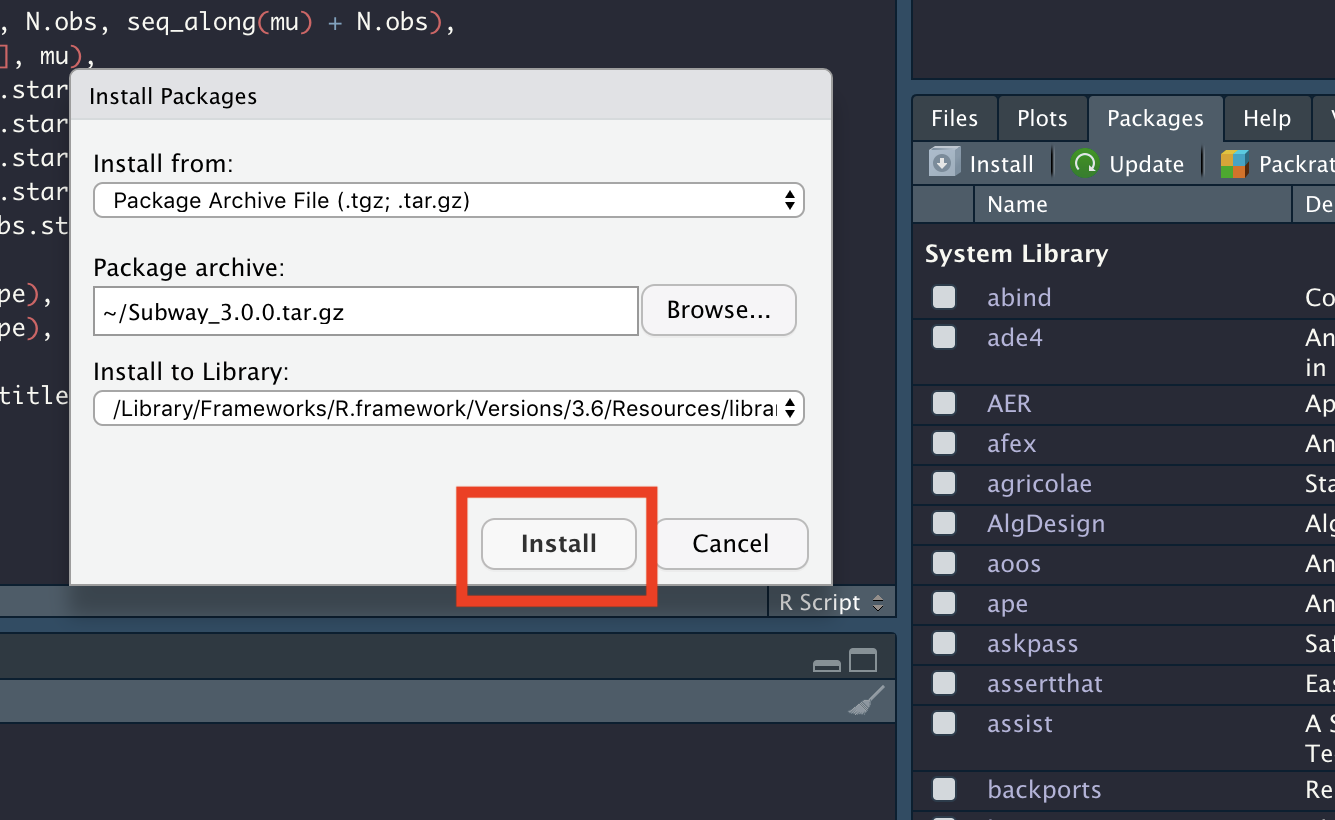 , N.obs, seq_along(mu) + N.obs),
], mu),
.star
.star
.star
.star
bs.st
pe),
pe),
title
Install Packages
Install from:
Package Archive File (.tgz; .tar.gz)
Package archive:
~/Subway_3.0.0.tar.gz
Browse...
Install to Library:
/Library/Frameworks/R.framework/Versions/3.6/Resources/librar
Install Cancel
R Script
Files Plots Packages Help
Install Update Packrat
Name De
System Library
abind Co
ade4 An
in
AER Ap
afex An
agricolae Sta
AlgDesign Alg
aoos An
ape An
askpass Saf
assertthat Eas
assist A S
Te
backports Re